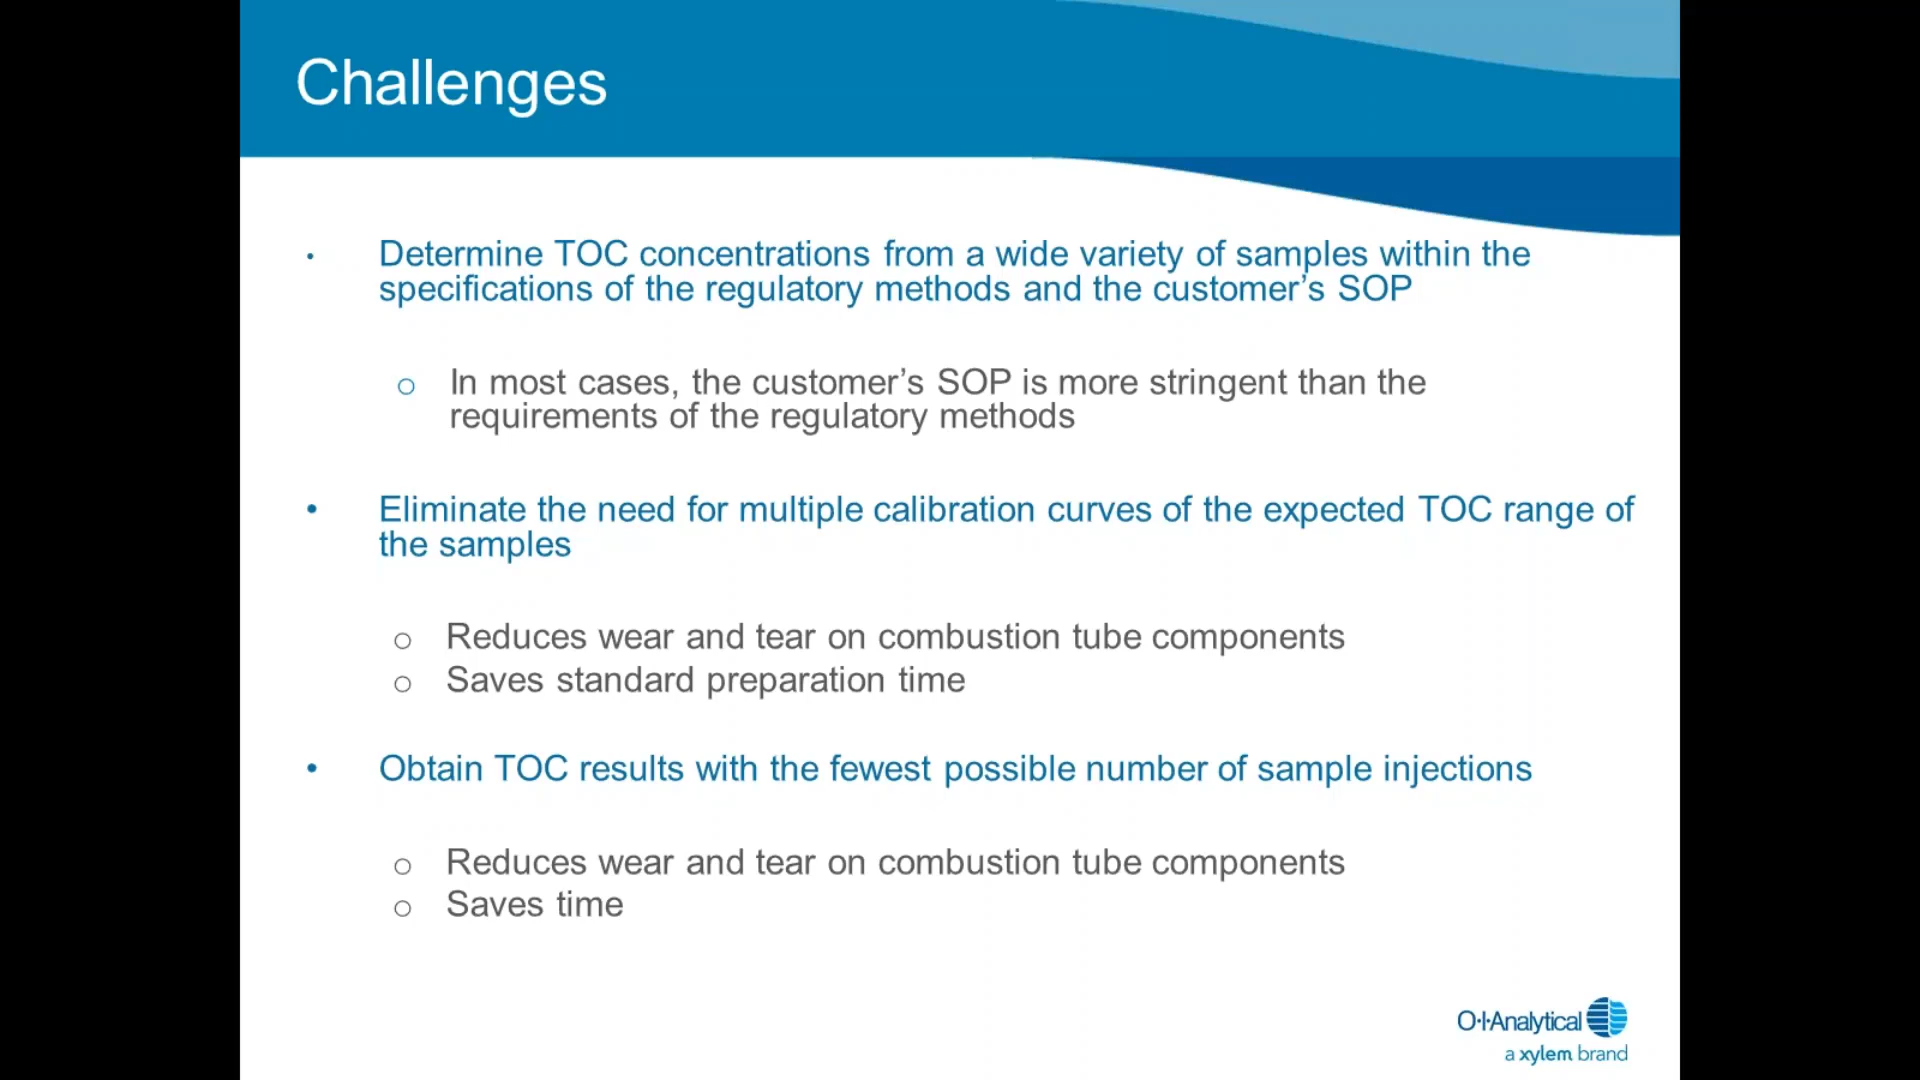 Challenges
• Determine TOC concentrations from a wide variety of samples within the
specifications of the regulatory methods and the customer’s SOP
o In most cases, the customer’s SOP is more stringent than the
requirements of the regulatory methods
• Eliminate the need for multiple calibration curves of the expected TOC range of
the samples
o Reduces wear and tear on combustion tube components
o Saves standard preparation time
• Obtain TOC results with the fewest possible number of sample injections
o Reduces wear and tear on combustion tube components
o Saves time
O·I·Analytical
a xylem brand